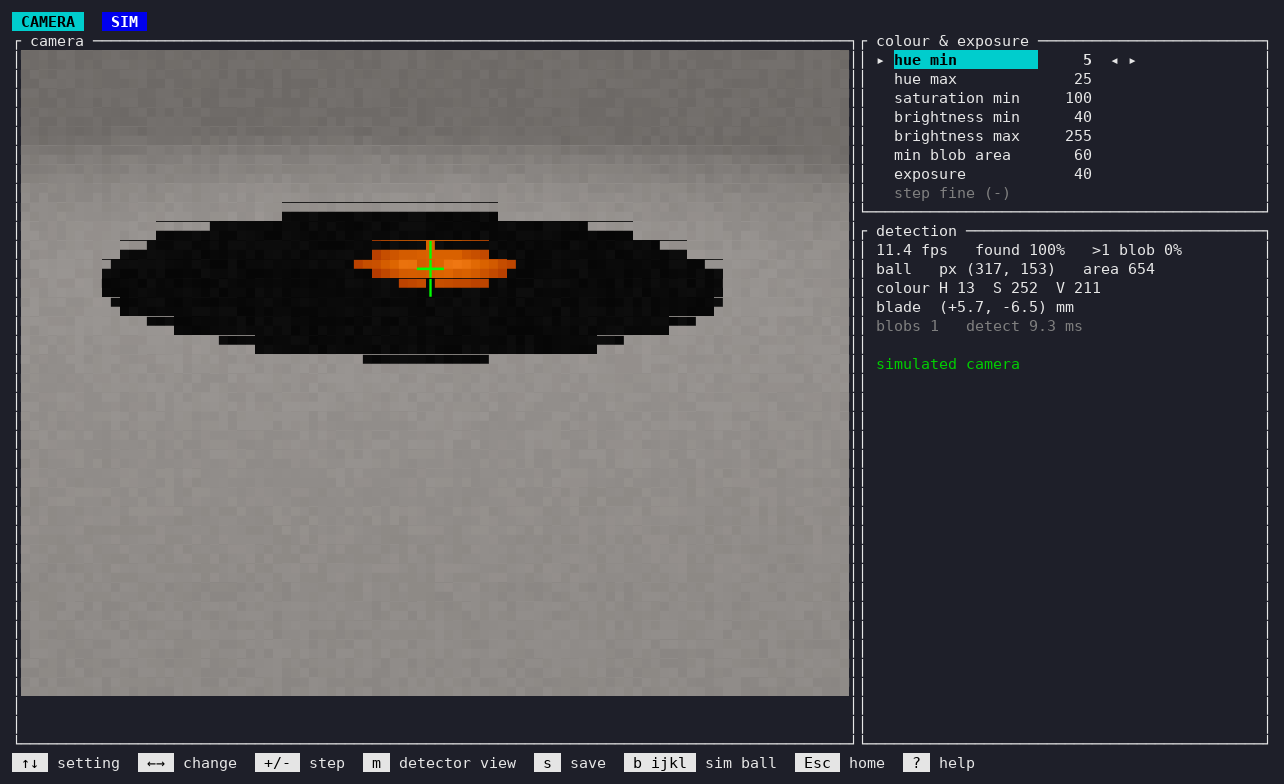 CAMERA SIM
camera
colour & exposure
▸ hue min 5 ◂ ▸
hue max 25
saturation min 100
brightness min 40
brightness max 255
min blob area 60
exposure 40
step fine (-)
detection
11.4 fps found 100% >1 blob 0%
ball px (317, 153) area 654
colour H 13 S 252 V 211
blade (+5.7, -6.5) mm
blobs 1 detect 9.3 ms
simulated camera
↑↓ setting ←→ change +/- step m detector view s save b ijkl sim ball Esc home ? help